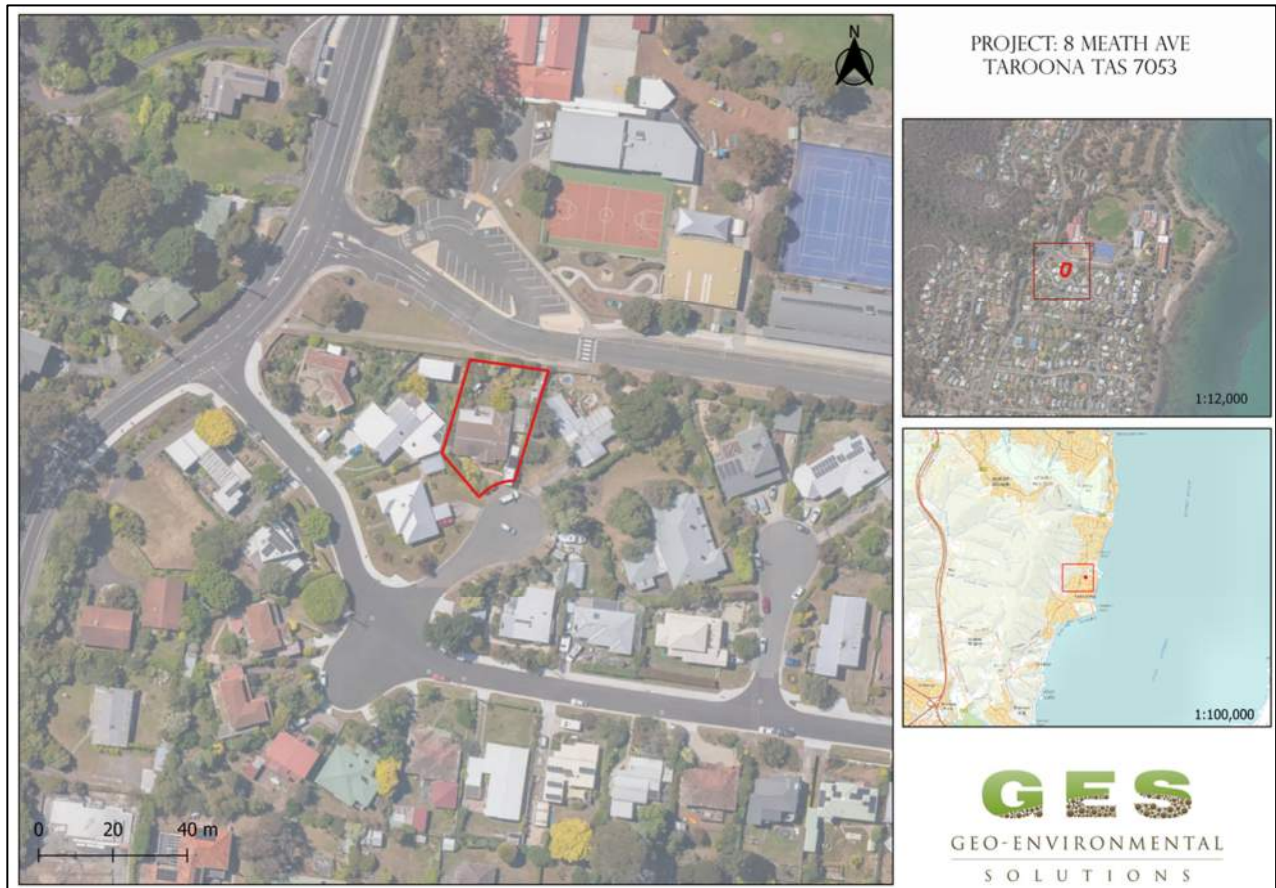 N
PROJECT: 8 MEATH AVE
TAROONA TAS 7053
1:12,000
1:100,000
0 20 40 m
GES
GEO-ENVIRONMENTAL
SOLUTIONS